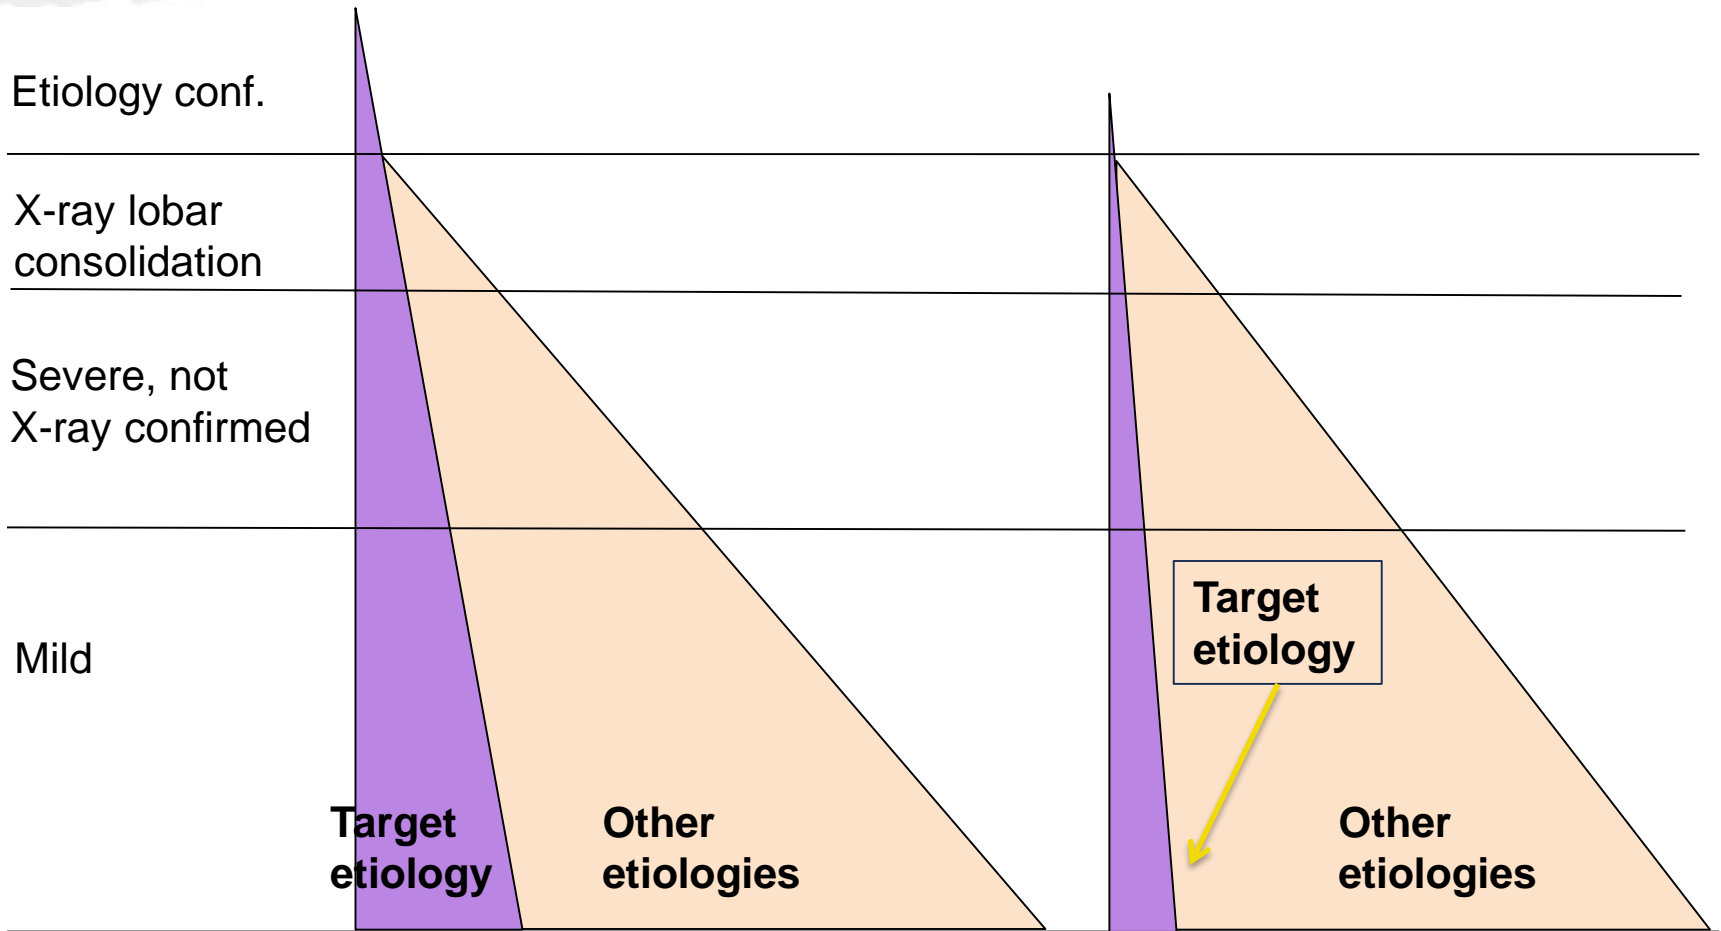 Etiology conf.
X-ray lobar
consolidation
Severe, not
X-ray confirmed
Mild
Target
etiology
Other
etiologies
Target
etiology
Other
etiologies